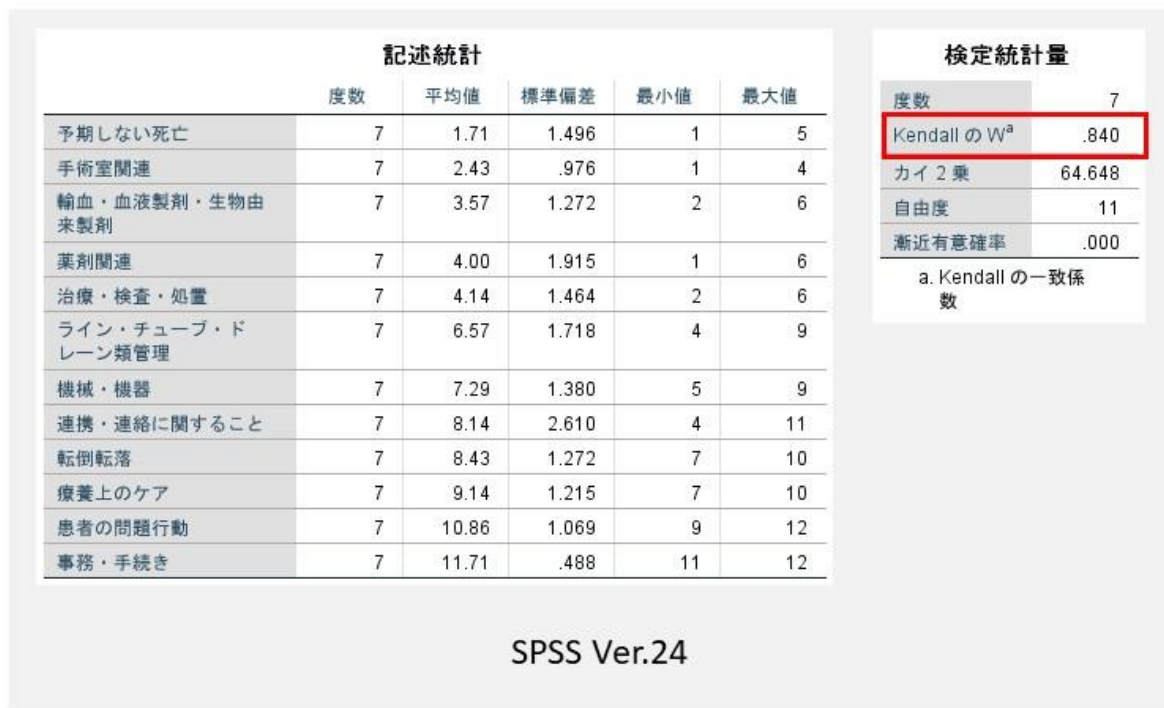 記述統計
度数 平均値 標準偏差 最小値 最大値
予期しない死亡 7 1.71 1.496 1 5
手術室関連 7 2.43 .976 1 4
輸血・血液製剤・生物由 7 3.57 1.272 2 6
来製剤
薬剤関連 7 4.00 1.915 1 6
治療・検査・処置 7 4.14 1.464 2 6
ライン・チューブ・ド 7 6.57 1.718 4 9
レーン類管理
機械・機器 7 7.29 1.380 5 9
連携・連絡に関すること 7 8.14 2.610 4 11
転倒転落 7 8.43 1.272 7 10
療養上のケア 7 9.14 1.215 7 10
患者の問題行動 7 10.86 1.069 9 12
事務・手続き 7 11.71 .488 11 12
検定統計量
度数 7
Kendall の Wa .840
カイ 2 乗 64.648
自由度 11
漸近有意確率 .000
a. Kendall の一致係
数
SPSS Ver.24